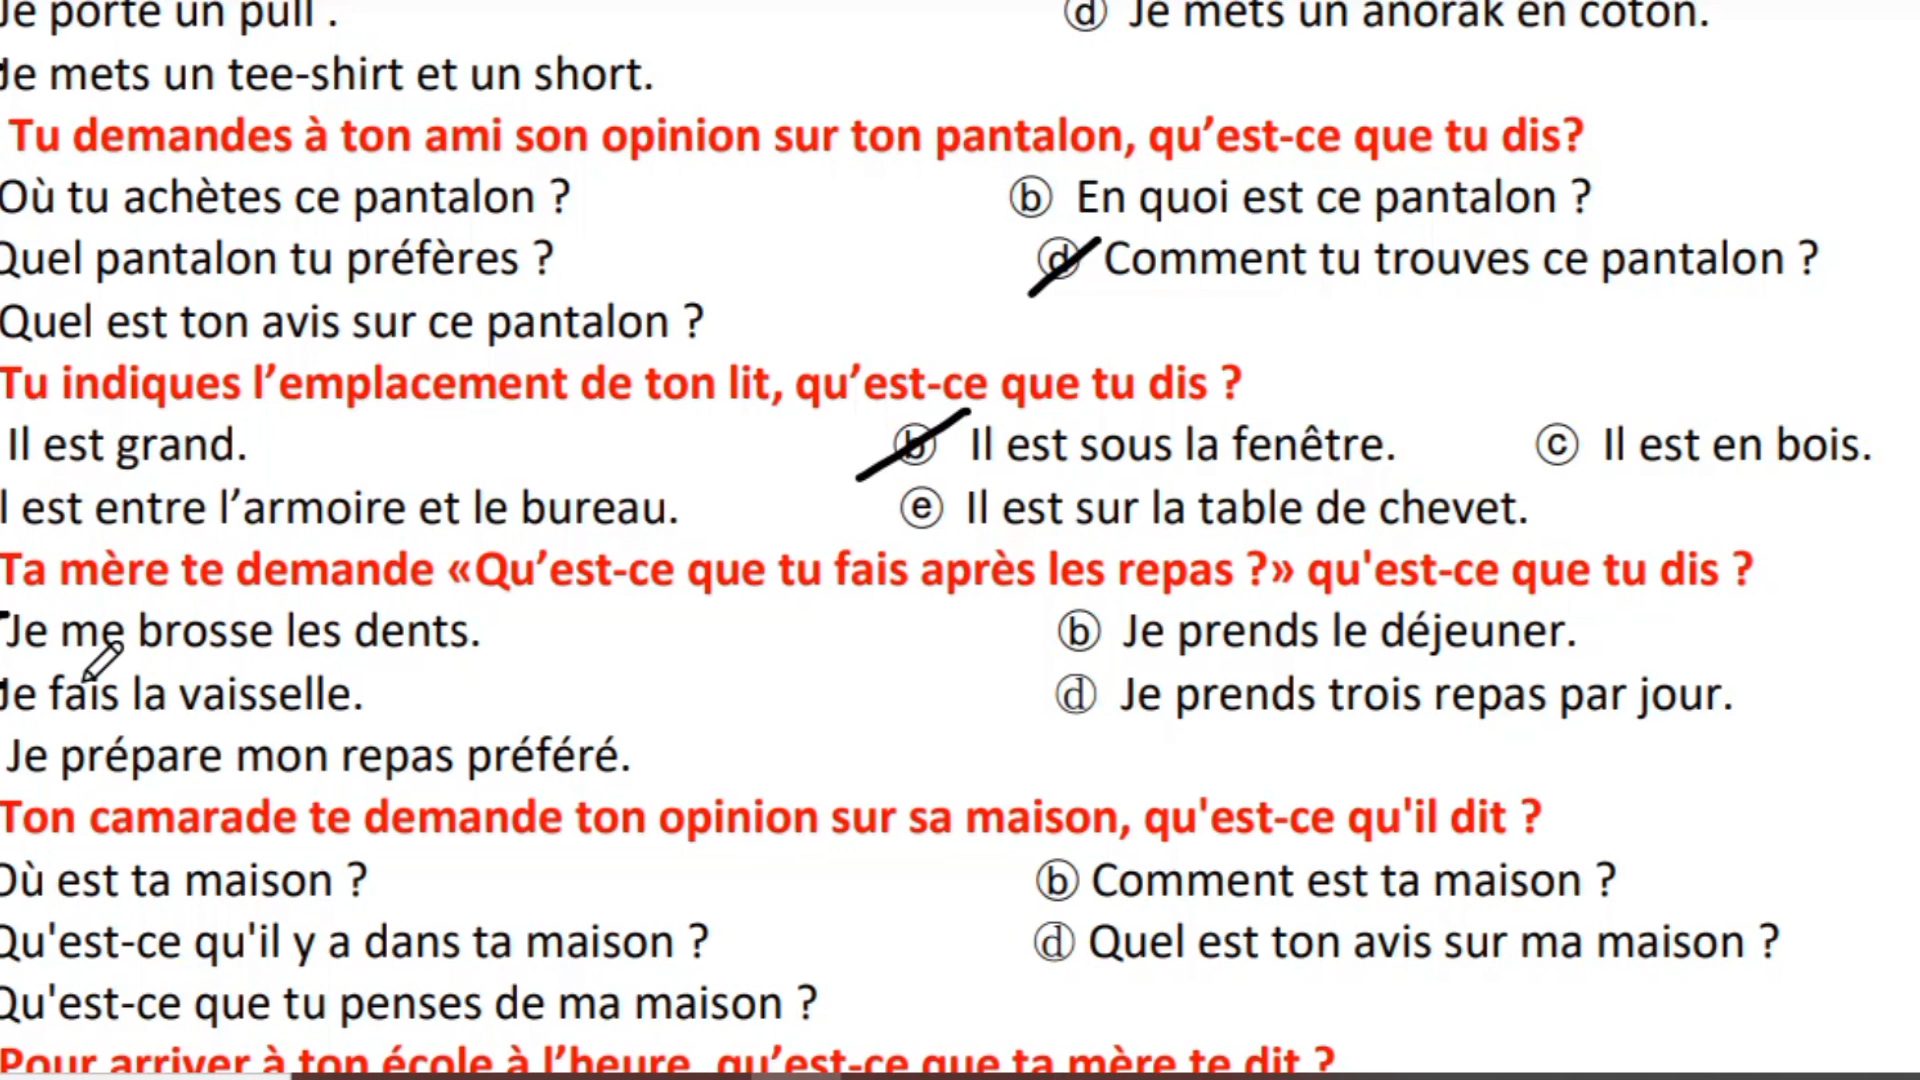 Je porte un pull . ⓓ Je mets un anorak en coton.
Je mets un tee-shirt et un short.
Tu demandes à ton ami son opinion sur ton pantalon, qu’est-ce que tu dis?
Où tu achètes ce pantalon ? ⓑ En quoi est ce pantalon ?
Quel pantalon tu préfères ? ⓓ Comment tu trouves ce pantalon ?
Quel est ton avis sur ce pantalon ?
Tu indiques l’emplacement de ton lit, qu’est-ce que tu dis ?
Il est grand. ⓑ Il est sous la fenêtre. ⓒ Il est en bois.
l est entre l’armoire et le bureau. ⓔ Il est sur la table de chevet.
Ta mère te demande «Qu’est-ce que tu fais après les repas ?» qu'est-ce que tu dis ?
Je me brosse les dents. ⓑ Je prends le déjeuner.
Je fais la vaisselle. ⓓ Je prends trois repas par jour.
Je prépare mon repas préféré.
Ton camarade te demande ton opinion sur sa maison, qu'est-ce qu'il dit ?
Où est ta maison ? ⓑ Comment est ta maison ?
Qu'est-ce qu'il y a dans ta maison ? ⓓ Quel est ton avis sur ma maison ?
Qu'est-ce que tu penses de ma maison ?
Pour arriver à ton école à l’heure, qu’est-ce que ta mère te dit ?